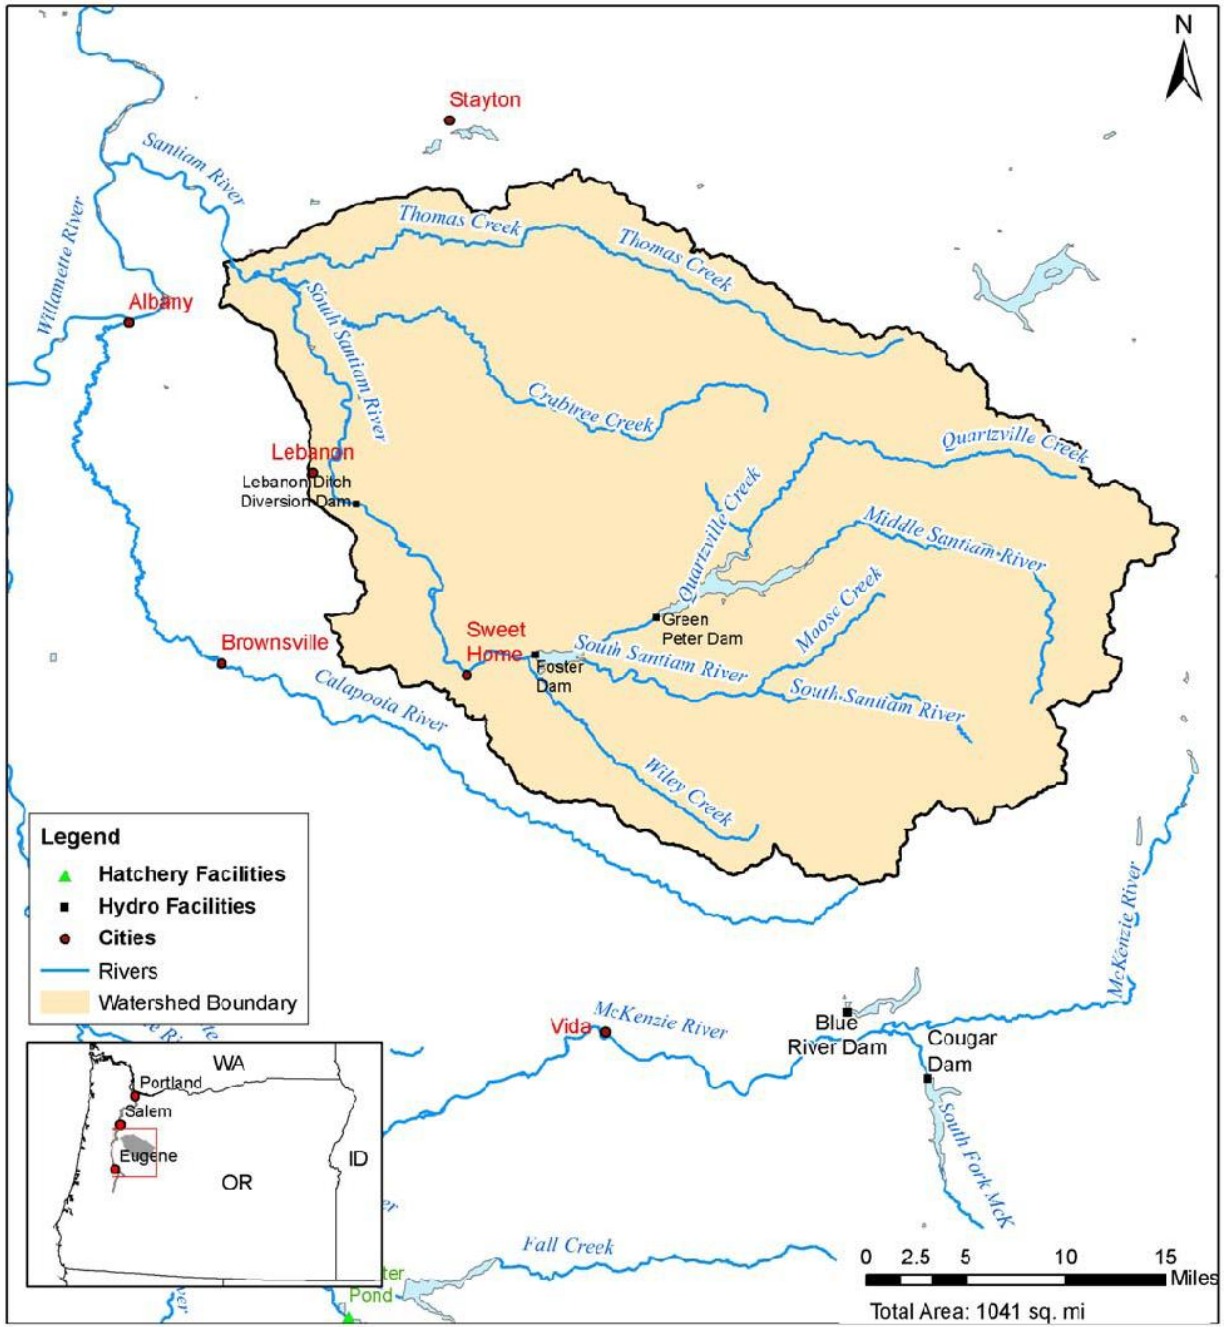 N
Stayton
Santiam River
Thomas Creek
Thomas Creek
Willamette River
Albany
South Santiam River
Crabtree Creek
Quartzville Creek
Lebanon
Lebanon Ditch
Diversion Dam
Quartzville Creek
Middle Santiam River
Moose Creek
Green
Peter Dam
Sweet
Home
Brownsville
South Santiam River
Foster
Dam
Calapooia River
South Santiam River
Wiley Creek
Legend
Hatchery Facilities
Hydro Facilities
Cities
Rivers
Watershed Boundary
McKenzie River
Vida
McKenzie River
Blue
River Dam
Cougar
Dam
South Fork McK
WA
Portland
Salem
Eugene
OR
ID
Fall Creek
ter
Pond
0 2.5 5 10 15
Miles
Total Area: 1041 sq. mi